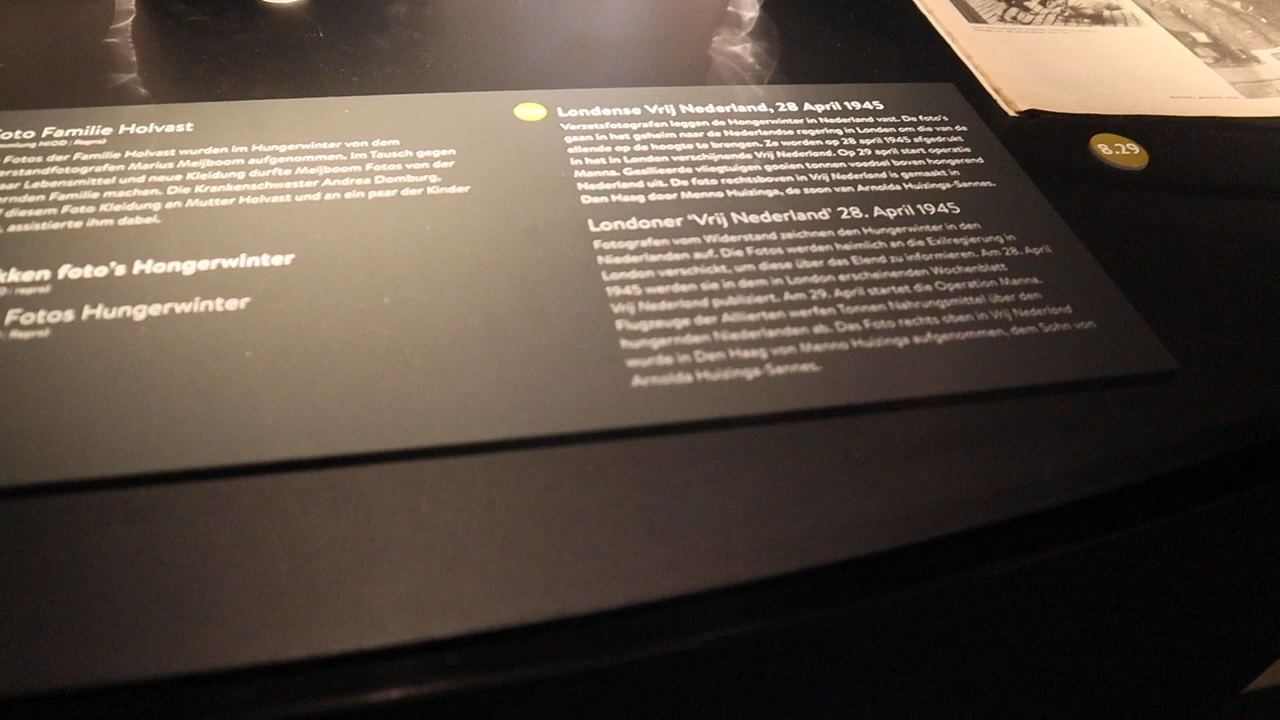 oto Familie Holvast
Fotos der Familie Holvast wurden im Hungerwinter von dem
erstandfotografen Marius Meijboom aufgenommen. Im Tausch gegen
ar Lebensmittel und neue Kleidung durfte Meijboom Fotos von der
rnden Familie machen. Die Krankenschwester Andrea Domburg,
f diesem Foto Kleidung an Mutter Holvast und an ein paar der Kinder
assistierte ihm dabei.
kken foto's Hongerwinter
Fotos Hungerwinter
Londense Vrij Nederland, 28 April 1945
Verzetsfotografen leggen de Hongerwinter in Nederland vast. De foto's
gaan in het geheim naar de Nederlandse regering in Londen om die van de
ellende op de hoogte te brengen. Ze worden op 28 april 1945 afgedrukt
in het in Londen verschijnende Vrij Nederland. Op 29 april start operatie
Manna. Geallieerde vliegtuigen gooien tonnen voedsel boven hongerend
Nederland uit. De foto rechtsboven in Vrij Nederland is gemaakt in
Den Haag door Menno Huizinga, de zoon van Arnolda Huizinga-Sannes.
Londoner 'Vrij Nederland' 28. April 1945
Fotografen vom Widerstand zeichnen den Hungerwinter in den
Niederlanden auf. Die Fotos werden heimlich an die Exilregierung in
London verschickt, um diese über das Elend zu informieren. Am 28. April
1945 werden sie in dem in London erscheinenden Wochenblatt
Vrij Nederland publiziert. Am 29. April startet die Operation Manna.
Flugzeuge der Alliierten werfen Tonnen Nahrungsmittel über den
hungernden Niederlanden ab. Das Foto rechts oben in Vrij Nederland
wurde in Den Haag von Menno Huizinga aufgenommen, dem Sohn von
Arnolda Huizinga-Sannes.
8.29